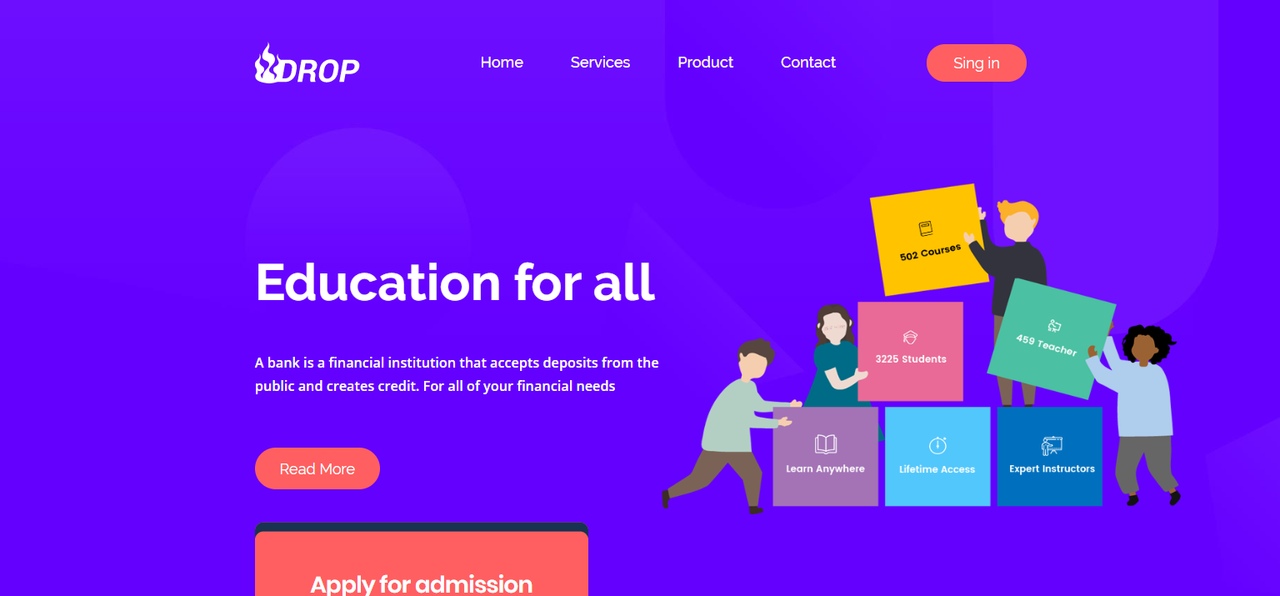 DROP
Home
Services
Product
Contact
Sing in
Education for all
A bank is a financial institution that accepts deposits from the
public and creates credit. For all of your financial needs
Read More
502 Courses
459 Teacher
3225 Students
Learn Anywhere
Lifetime Access
Expert Instructors
Apply for admission